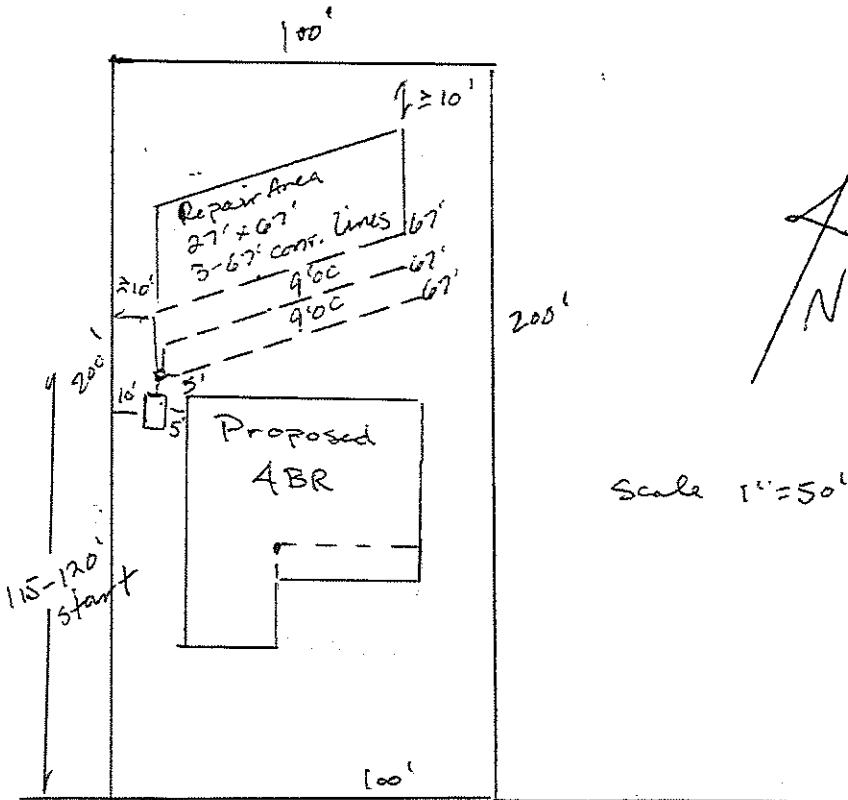 100'
≥ 10'
Repair Area
27' x 67'
3-67' conv. lines
67'
9' OC
67'
9' OC
67'
≥10'
200'
200'
N
10'
5'
5'
Proposed
4BR
Scale 1"=50'
115-120'
start
100'